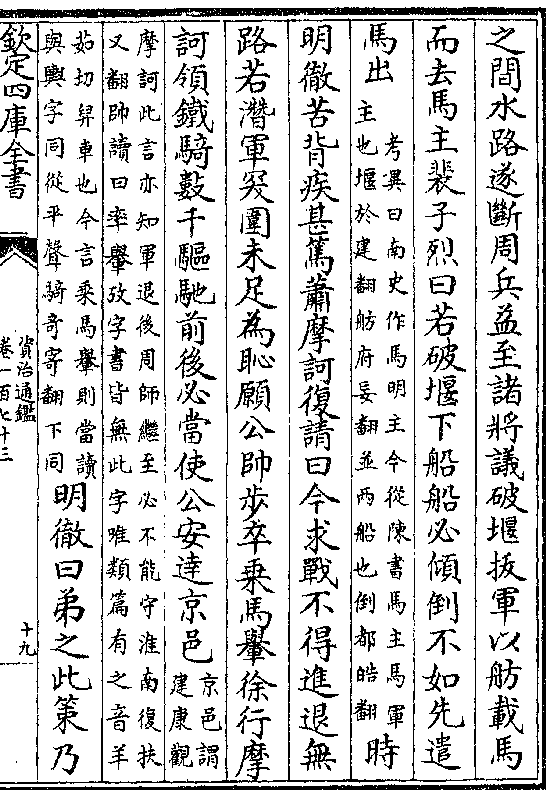 之間水路遂斷周兵益至諸將議破堰拔軍以舫載馬
而去馬主裴子烈曰若破堰下船船必傾倒不如先遣
馬出
考異曰南史作馬明主今從陳書馬主馬軍
主也堰於建翻舫府妄翻並兩船也倒都皓翻
時
明徹苦背疾甚篤蕭摩訶復請曰今求戰不得進退無
路若潛軍突圍未足為恥願公帥步卒乗馬轝徐行摩
訶領鐵騎數千驅馳前後必當使公安達京邑
京邑謂
建康觀
摩訶此言亦知軍退後周師繼至必不能守淮南復扶
又翻帥讀曰率轝攷字書皆無此字唯類篇有之音羊
茹切舁車也今言乗馬轝則當讀
與輿字同從平聲騎奇寄翻下同
明徹曰弟之此策乃
欽定四庫全書
資治通鑑
卷一百七十三
十九